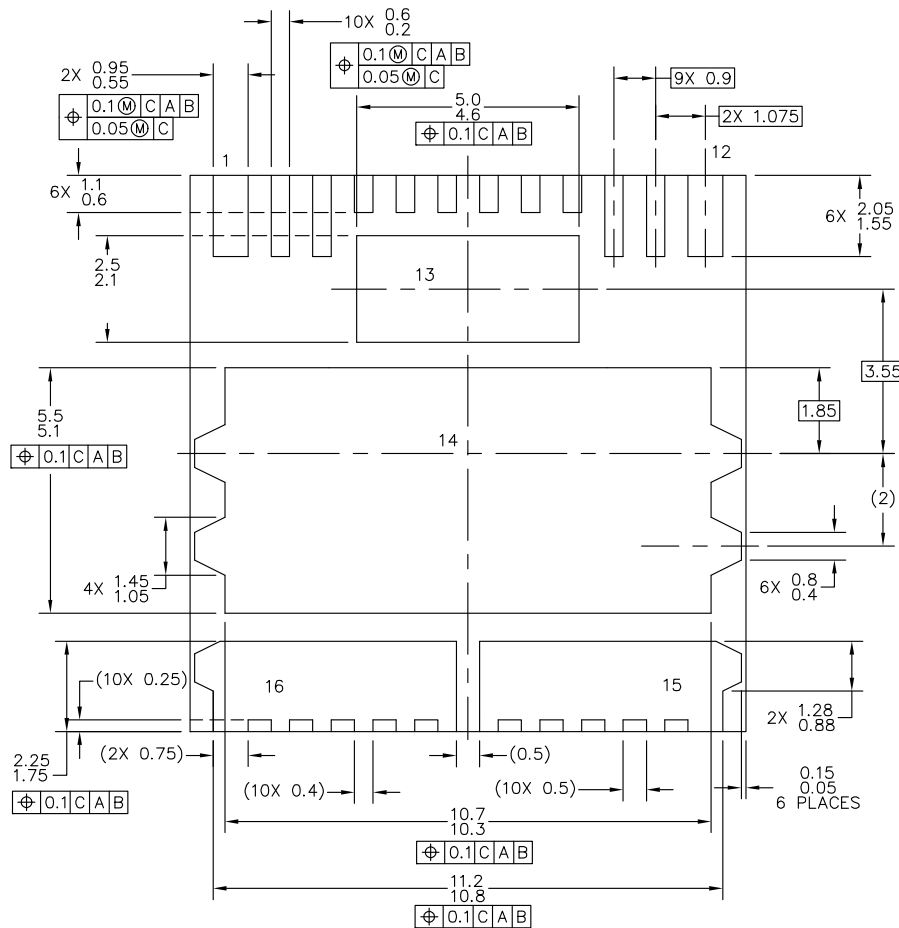 10X 0.6
0.2
0.1 Ⓜ C A B
0.05 Ⓜ C
2X 0.95
0.55
0.1 Ⓜ C A B
0.05 Ⓜ C
9X 0.9
2X 1.075
5.0
4.6
0.1 C A B
1
12
6X 1.1
0.6
6X 2.05
1.55
2.5
2.1
13
3.55
1.85
5.5
5.1
0.1 C A B
14
(2)
4X 1.45
1.05
6X 0.8
0.4
(10X 0.25)
16
15
2X 1.28
0.88
2.25
1.75
0.1 C A B
(2X 0.75)
(0.5)
(10X 0.4)
(10X 0.5)
0.15
0.05
6 PLACES
10.7
10.3
0.1 C A B
11.2
10.8
0.1 C A B